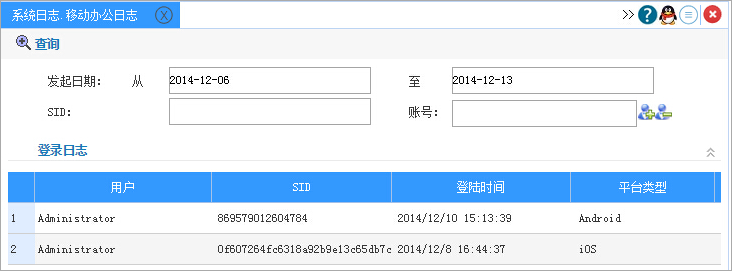 系统日志.移动办公日志
查询
发起日期： 从 2014-12-06 至 2014-12-13
SID： 账号：
登录日志
用户 SID 登陆时间 平台类型
1 Administrator 869579012604784 2014/12/10 15:13:39 Android
2 Administrator 0f607264fc6318a92b9e13c65db7c 2014/12/8 16:44:37 iOS